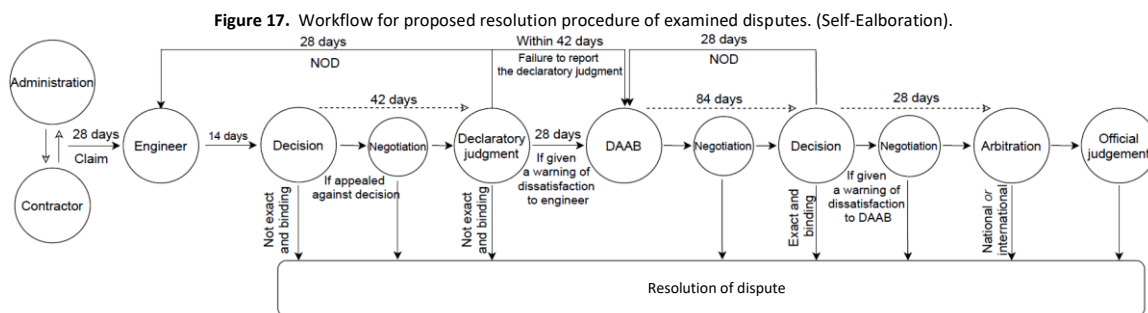 Figure 17. Workflow for proposed resolution procedure of examined disputes. (Self-Ealboration).
28 days
NOD
Within 42 days
Failure to report
the declaratory judgment
28 days
NOD
Administration
28 days
Claim
Contractor
Engineer
14 days
Decision
42 days
If appealed
against decision
Negotiation
Declaratory
judgment
28 days
If given
a warning of
dissatisfaction
to engineer
DAAB
84 days
Negotiation
Decision
28 days
If given
a warning of
dissatisfaction
to DAAB
Negotiation
Arbitration
Official
judgement
Not exact
and binding
Not exact
and binding
Exact and
binding
National or
international
Resolution of dispute